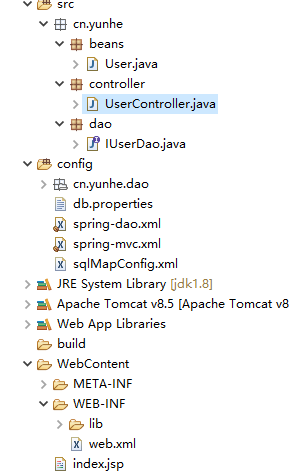 src
cn.yunhe
beans
User.java
controller
UserController.java
dao
IUserDao.java
config
cn.yunhe.dao
db.properties
spring-dao.xml
spring-mvc.xml
sqlMapConfig.xml
JRE System Library [jdk1.8]
Apache Tomcat v8.5 [Apache Tomcat v8
Web App Libraries
build
WebContent
META-INF
WEB-INF
lib
web.xml
index.jsp